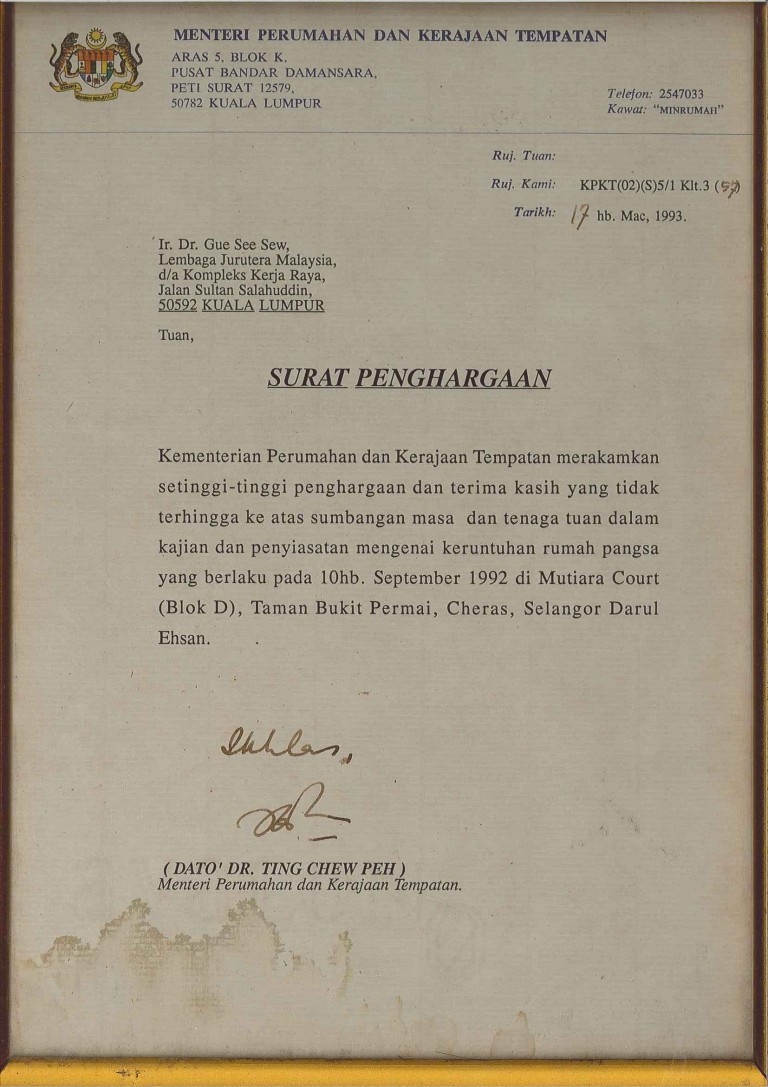 MENTERI PERUMAHAN DAN KERAJAAN TEMPATAN
ARAS 5, BLOK K,
PUSAT BANDAR DAMANSARA,
PETI SURAT 12579,
50782 KUALA LUMPUR
Telefon: 2547033
Kawat: "MINRUMAH"
Ruj. Tuan:
Ruj. Kami: KPKT(02)(S)5/1 Klt.3 (57)
Tarikh: 17 hb. Mac, 1993.
Ir. Dr. Gue See Sew,
Lembaga Jurutera Malaysia,
d/a Kompleks Kerja Raya,
Jalan Sultan Salahuddin,
50592 KUALA LUMPUR
Tuan,
SURAT PENGHARGAAN
Kementerian Perumahan dan Kerajaan Tempatan merakamkan
setinggi-tinggi penghargaan dan terima kasih yang tidak
terhingga ke atas sumbangan masa dan tenaga tuan dalam
kajian dan penyiasatan mengenai keruntuhan rumah pangsa
yang berlaku pada 10hb. September 1992 di Mutiara Court
(Blok D), Taman Bukit Permai, Cheras, Selangor Darul
Ehsan.
Ikhlas,
( DATO' DR. TING CHEW PEH )
Menteri Perumahan dan Kerajaan Tempatan.